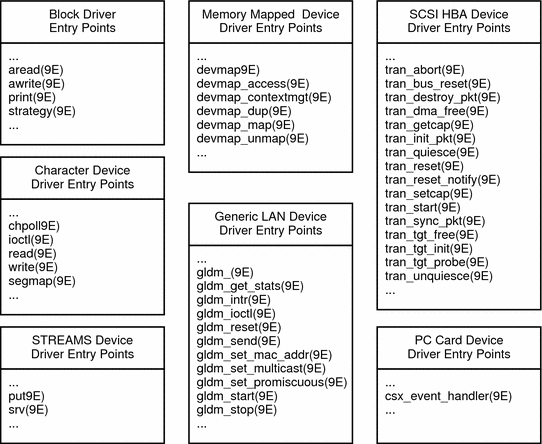 Block Driver
Entry Points
...
aread(9E)
awrite(9E)
print(9E)
strategy(9E)
...
Character Device
Driver Entry Points
...
chpoll9E)
ioctl(9E)
read(9E)
write(9E)
segmap(9E)
...
STREAMS Device
Driver Entry Points
...
put9E)
srv(9E)
...
Memory Mapped Device
Driver Entry Points
...
devmap9E)
devmap_access(9E)
devmap_contextmgt(9E)
devmap_dup(9E)
devmap_map(9E)
devmap_unmap(9E)
...
Generic LAN Device
Driver Entry Points
...
gldm_(9E)
gldm_get_stats(9E)
gldm_intr(9E)
gldm_ioctl(9E)
gldm_reset(9E)
gldm_send(9E)
gldm_set_mac_addr(9E)
gldm_set_multicast(9E)
gldm_set_promiscuous(9E)
gldm_start(9E)
gldm_stop(9E)
...
SCSI HBA Device
Driver Entry Points
...
tran_abort(9E)
tran_bus_reset(9E)
tran_destroy_pkt(9E)
tran_dma_free(9E)
tran_getcap(9E)
tran_init_pkt(9E)
tran_quiesce(9E)
tran_reset(9E)
tran_reset_notify(9E)
tran_setcap(9E)
tran_start(9E)
tran_sync_pkt(9E)
tran_tgt_free(9E)
tran_tgt_init(9E)
tran_tgt_probe(9E)
tran_unquiesce(9E)
...
PC Card Device
Driver Entry Points
...
csx_event_handler(9E)
...